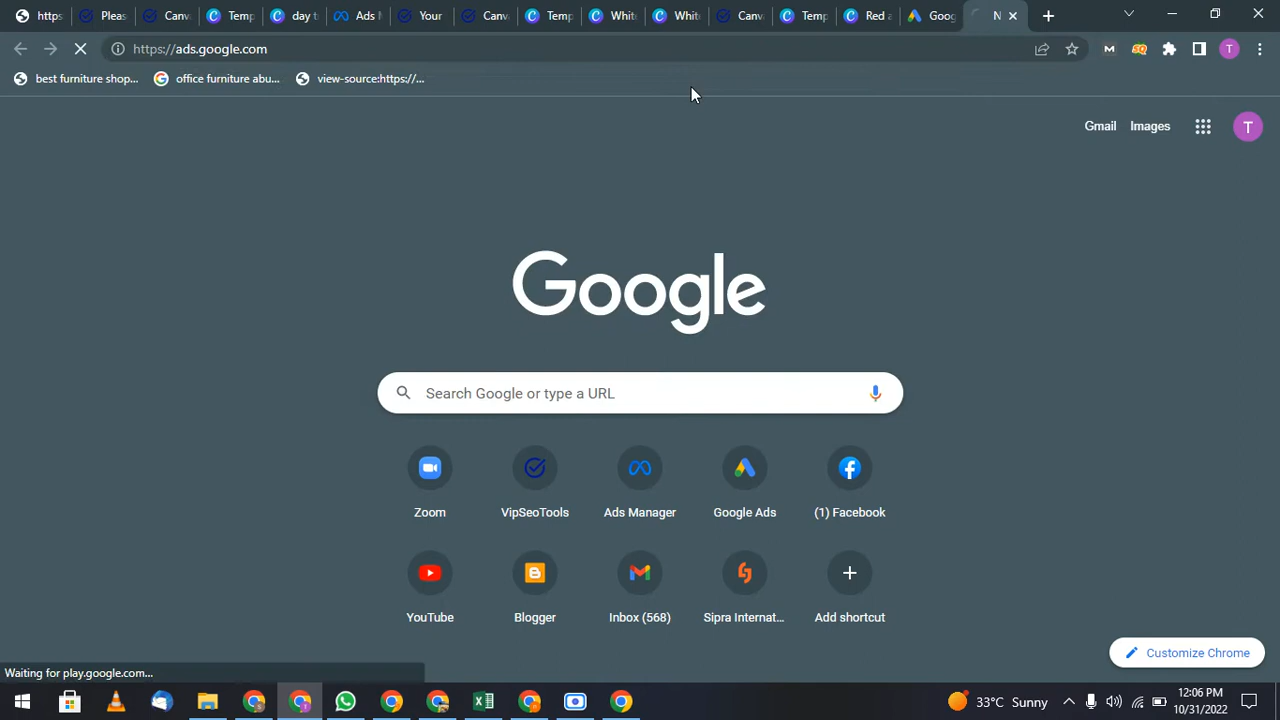 https
Pleas
Canv
Temp
day t
Ads M
Your
Canv
Temp
Whit
Whit
Canv
Temp
Red a
Goog
N
https://ads.google.com
T
best furniture shop...
office furniture abu...
view-source:https://...
Gmail
Images
T
Google
Search Google or type a URL
Zoom
VipSeoTools
Ads Manager
Google Ads
(1) Facebook
YouTube
Blogger
Inbox (568)
Sipra Internat...
Add shortcut
Customize Chrome
Waiting for play.google.com...
33°C Sunny
12:06 PM
10/31/2022